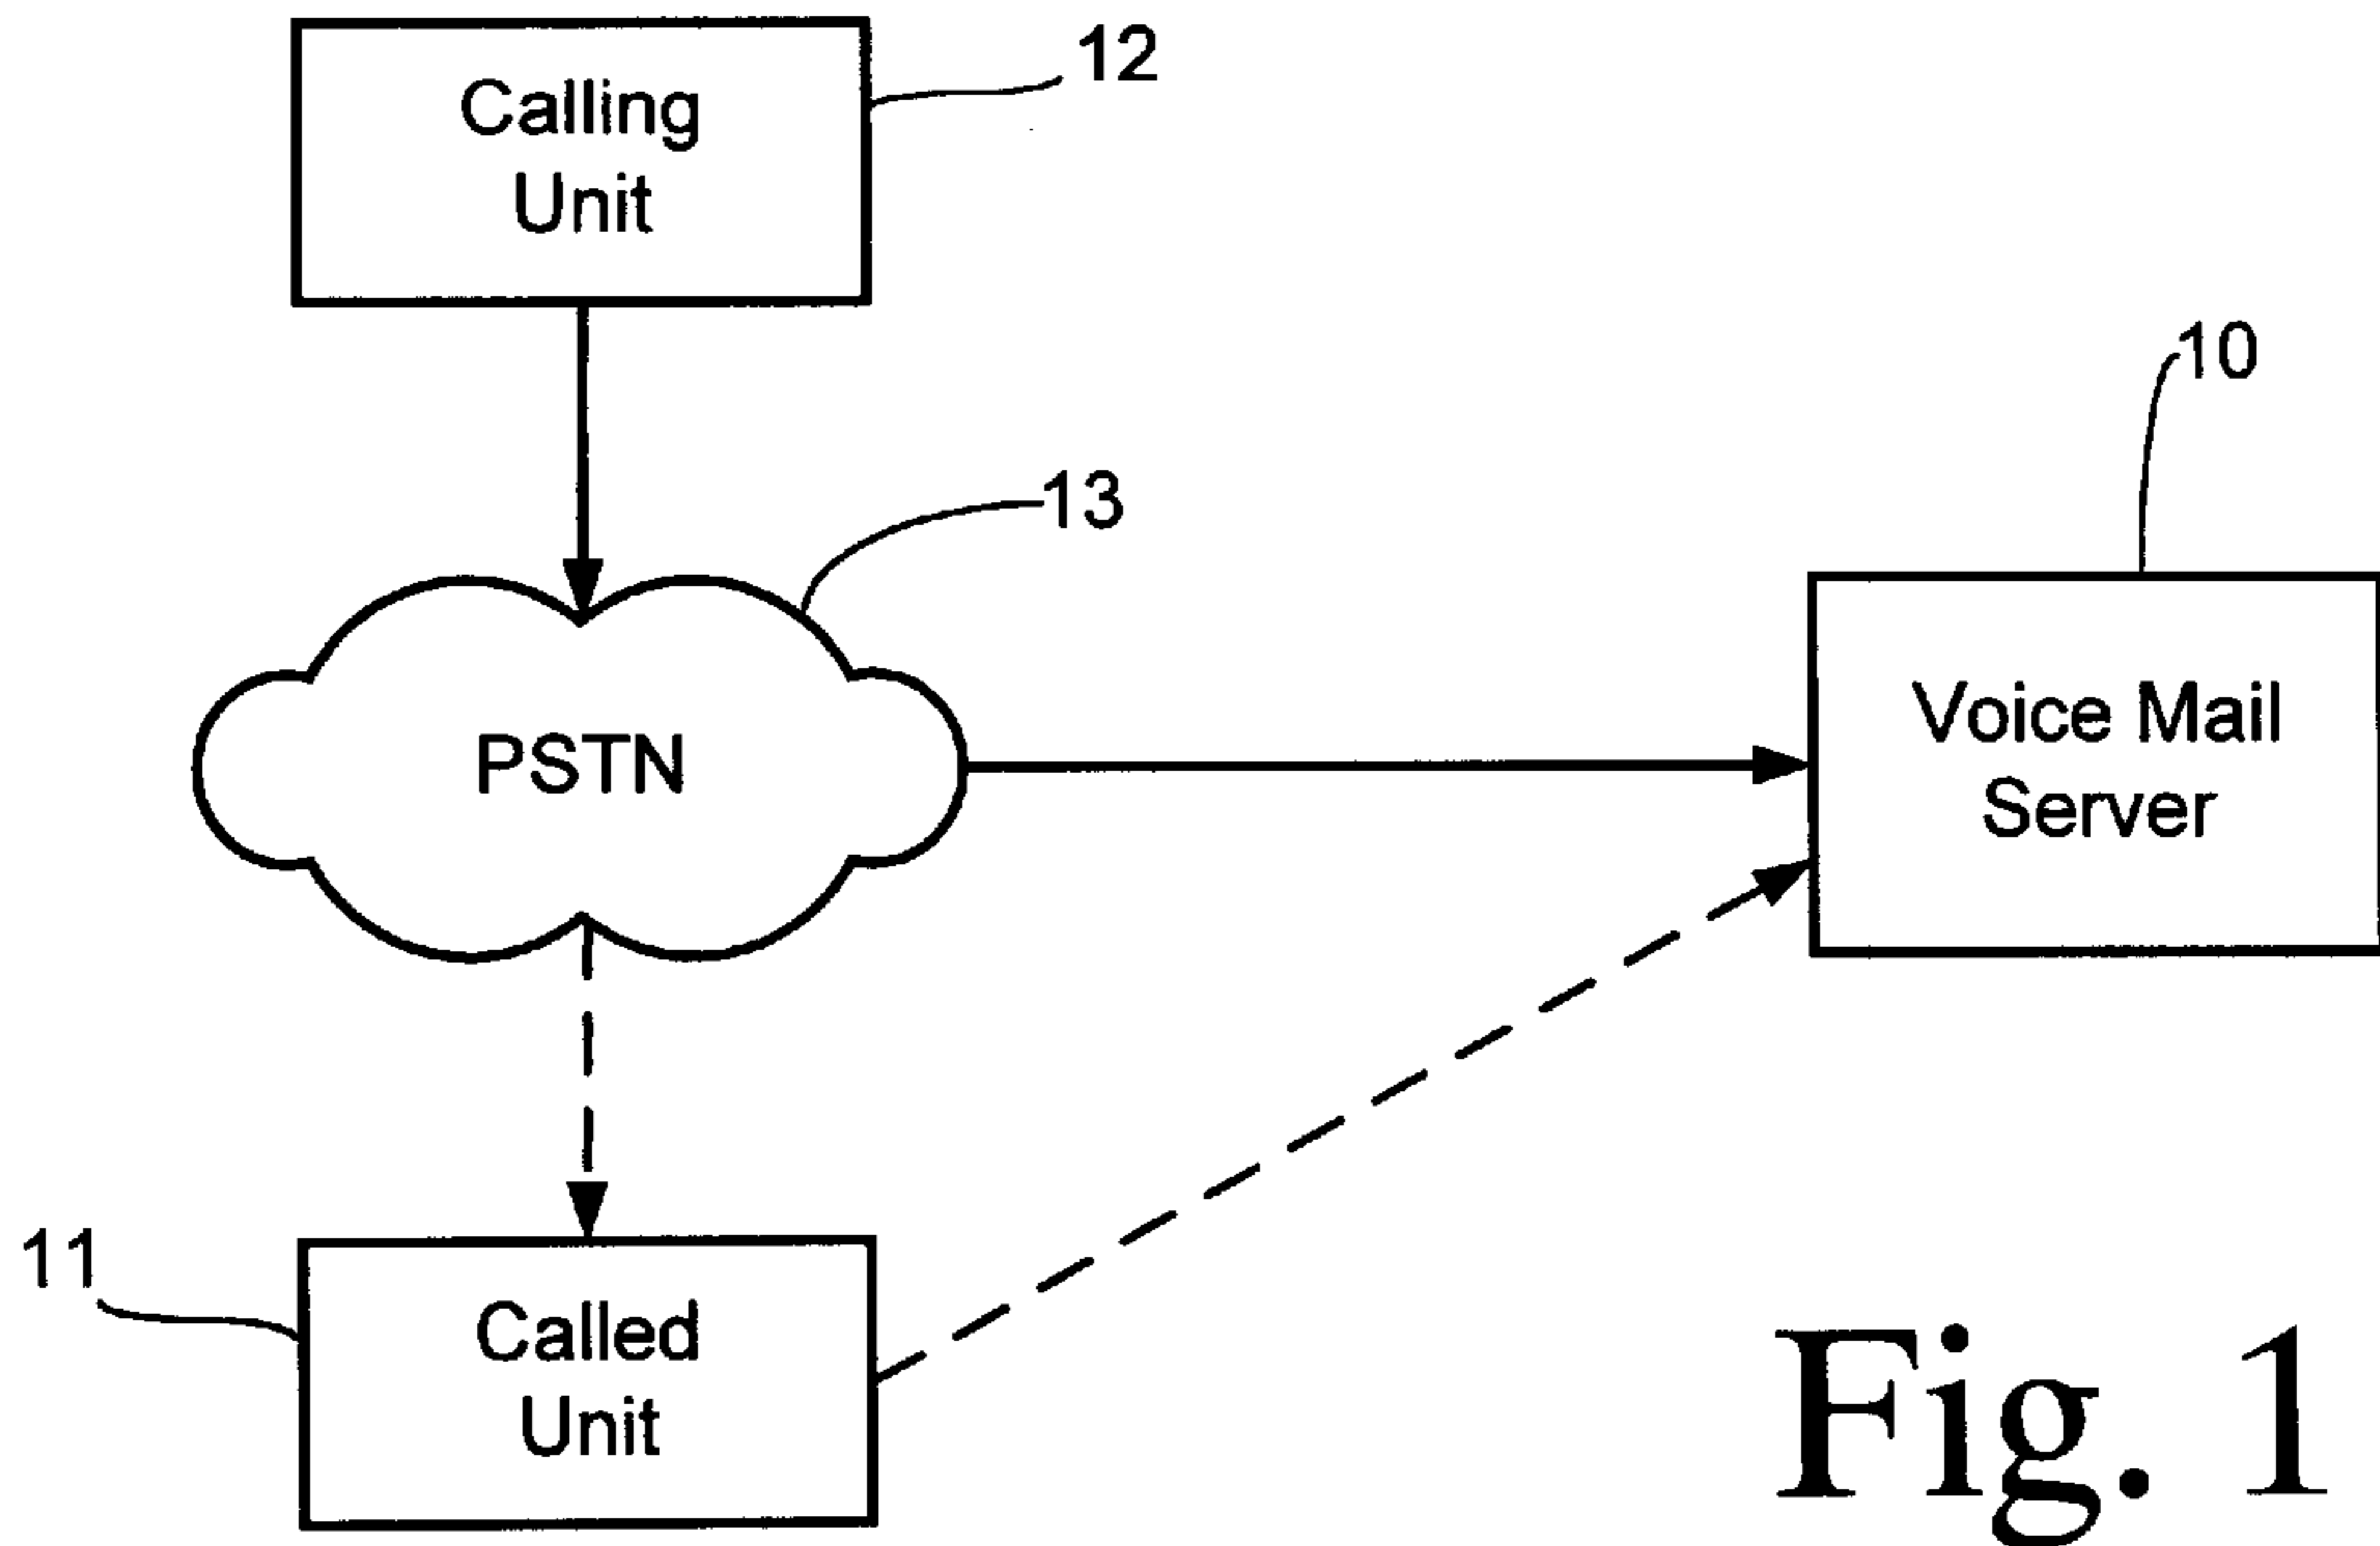 12
Calling
Unit
10
13
PSTN
Voice Mail
Server
11
Called
Unit
Fig. 1